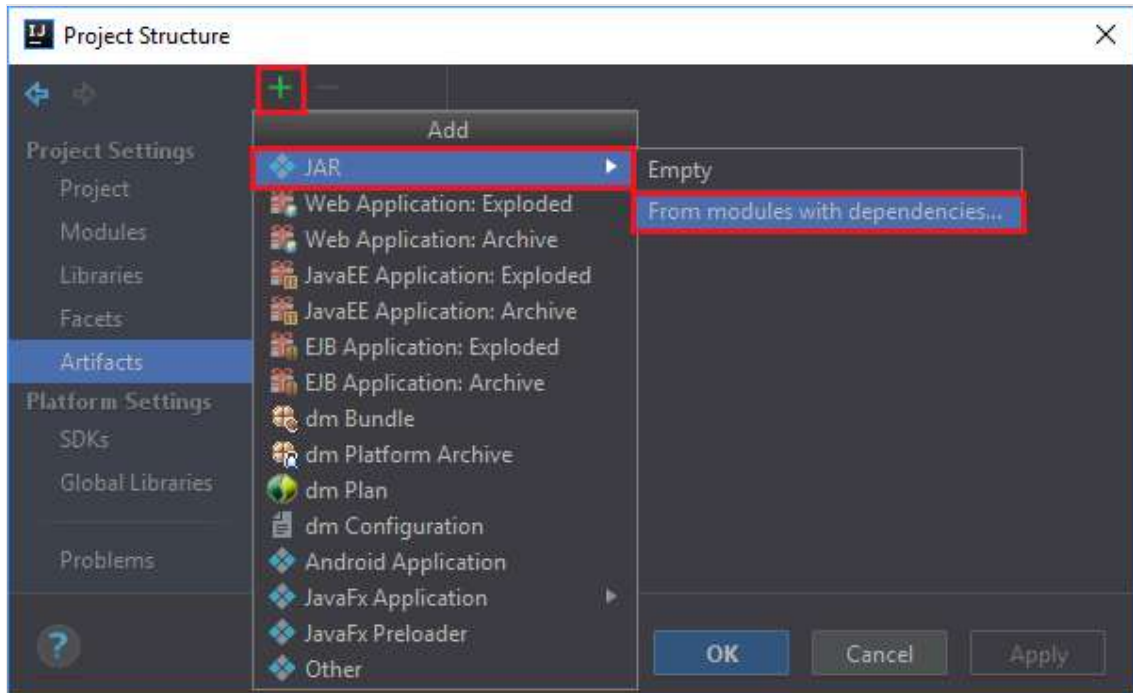 Project Structure
Project Settings
Project
Modules
Libraries
Facets
Artifacts
Platform Settings
SDKs
Global Libraries
Problems
Add
JAR
Web Application: Exploded
Web Application: Archive
JavaEE Application: Exploded
JavaEE Application: Archive
EJB Application: Exploded
EJB Application: Archive
dm Bundle
dm Platform Archive
dm Plan
dm Configuration
Android Application
JavaFx Application
JavaFx Preloader
Other
Empty
From modules with dependencies...
OK
Cancel
Apply